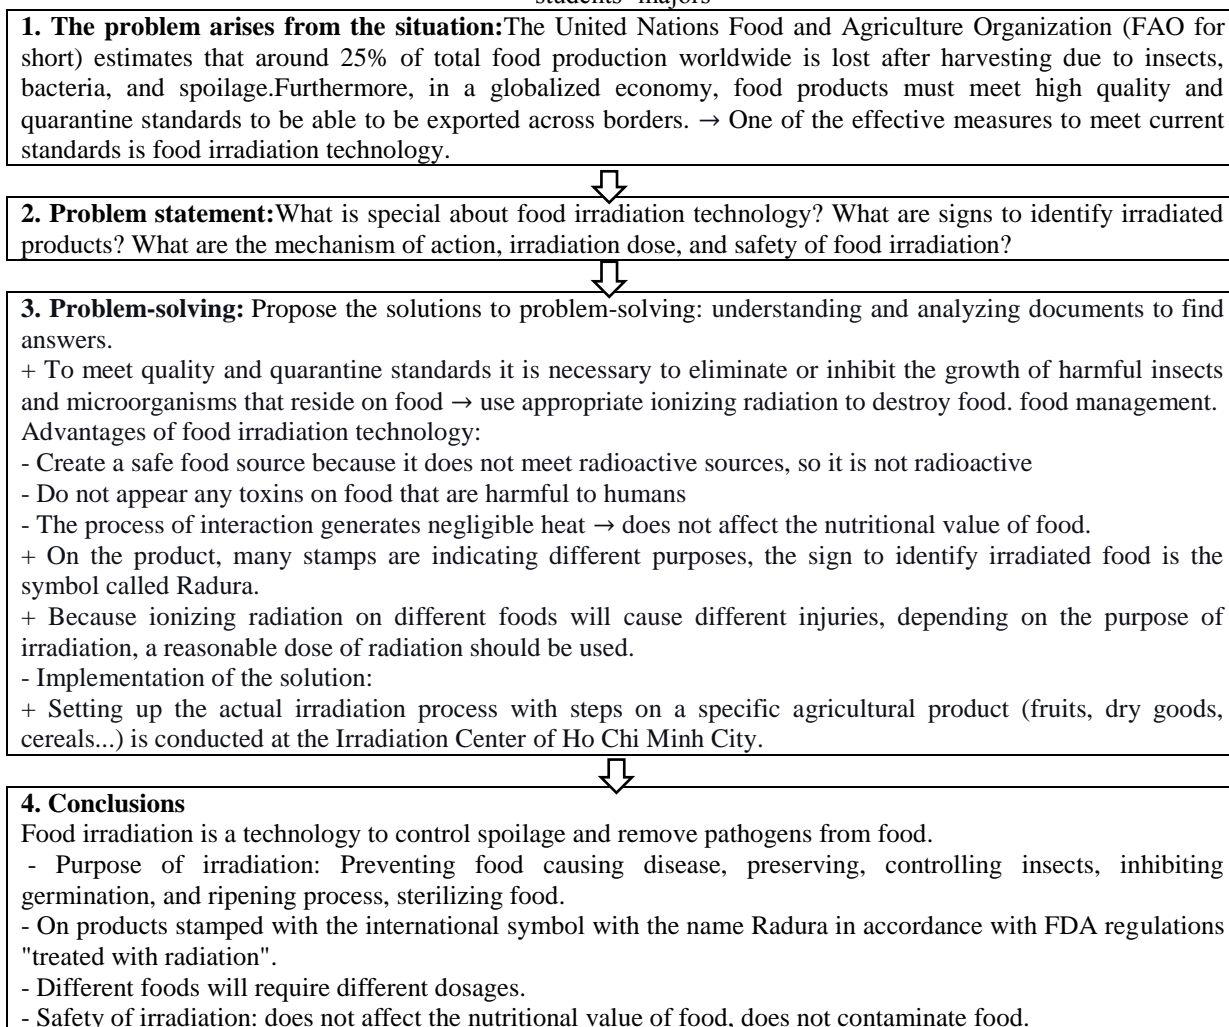 students' majors
1. The problem arises from the situation:The United Nations Food and Agriculture Organization (FAO for
short) estimates that around 25% of total food production worldwide is lost after harvesting due to insects,
bacteria, and spoilage.Furthermore, in a globalized economy, food products must meet high quality and
quarantine standards to be able to be exported across borders. → One of the effective measures to meet current
standards is food irradiation technology.
2. Problem statement:What is special about food irradiation technology? What are signs to identify irradiated
products? What are the mechanism of action, irradiation dose, and safety of food irradiation?
3. Problem-solving: Propose the solutions to problem-solving: understanding and analyzing documents to find
answers.
+ To meet quality and quarantine standards it is necessary to eliminate or inhibit the growth of harmful insects
and microorganisms that reside on food → use appropriate ionizing radiation to destroy food. food management.
Advantages of food irradiation technology:
- Create a safe food source because it does not meet radioactive sources, so it is not radioactive
- Do not appear any toxins on food that are harmful to humans
- The process of interaction generates negligible heat → does not affect the nutritional value of food.
+ On the product, many stamps are indicating different purposes, the sign to identify irradiated food is the
symbol called Radura.
+ Because ionizing radiation on different foods will cause different injuries, depending on the purpose of
irradiation, a reasonable dose of radiation should be used.
- Implementation of the solution:
+ Setting up the actual irradiation process with steps on a specific agricultural product (fruits, dry goods,
cereals...) is conducted at the Irradiation Center of Ho Chi Minh City.
4. Conclusions
Food irradiation is a technology to control spoilage and remove pathogens from food.
- Purpose of irradiation: Preventing food causing disease, preserving, controlling insects, inhibiting
germination, and ripening process, sterilizing food.
- On products stamped with the international symbol with the name Radura in accordance with FDA regulations
"treated with radiation".
- Different foods will require different dosages.
- Safety of irradiation: does not affect the nutritional value of food, does not contaminate food.